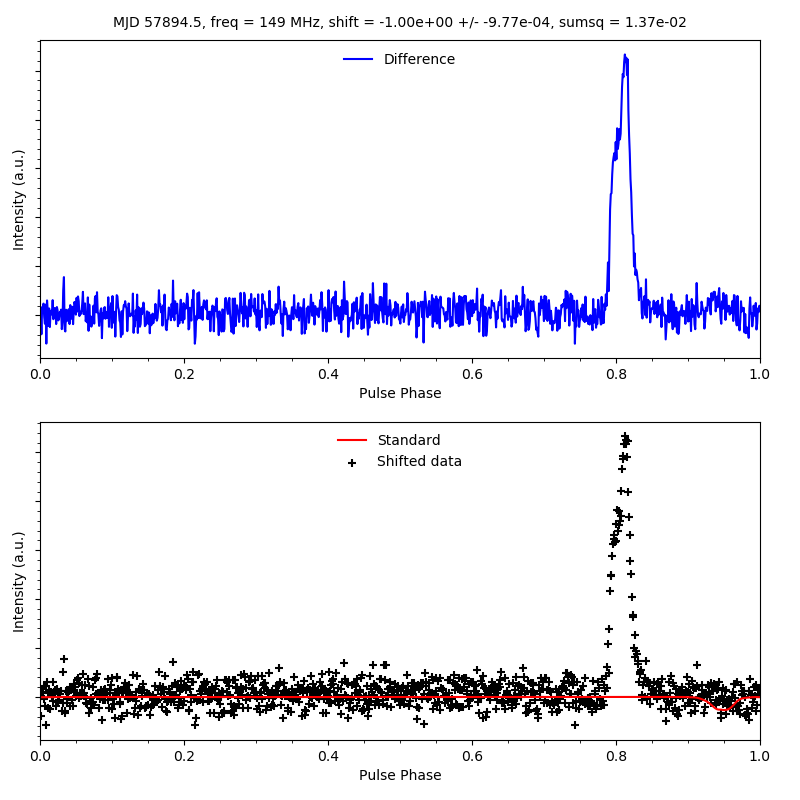 MJD 57894.5, freq = 149 MHz, shift = -1.00e+00 +/- -9.77e-04, sumsq = 1.37e-02
Difference
Intensity (a.u.)
0.0 0.2 0.4 0.6 0.8 1.0
Pulse Phase
Standard
Shifted data
Intensity (a.u.)
0.0 0.2 0.4 0.6 0.8 1.0
Pulse Phase